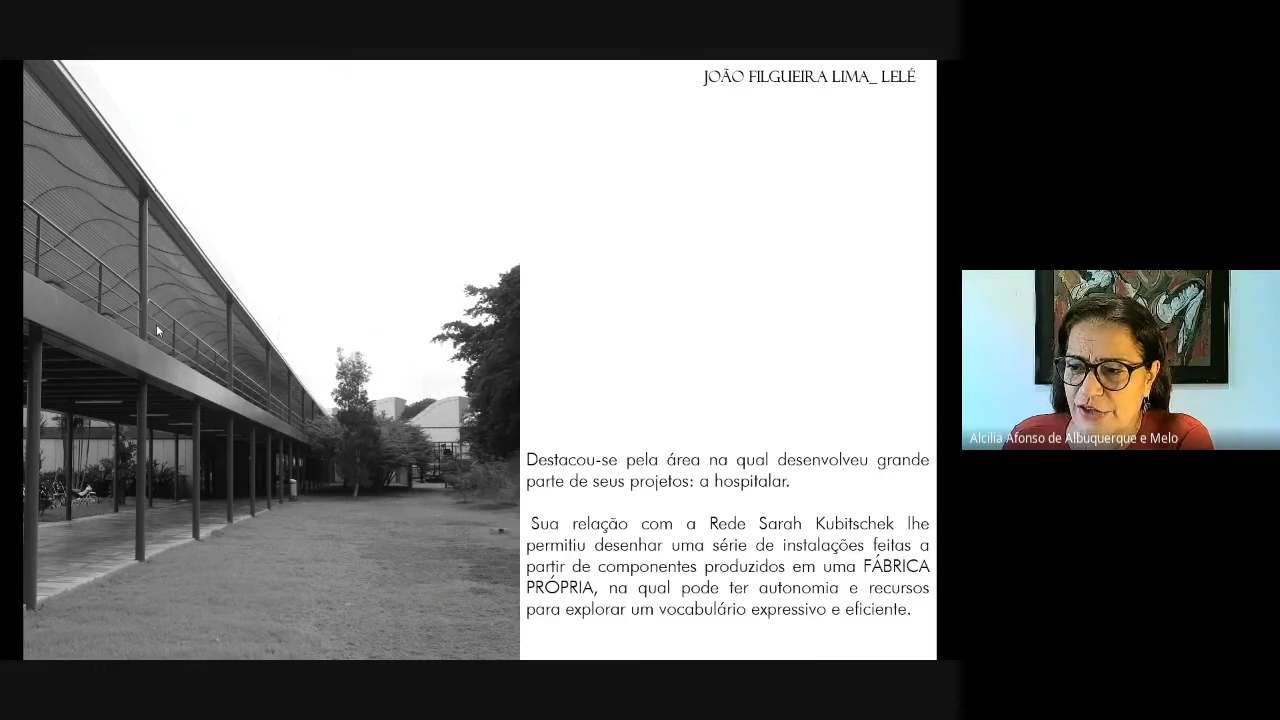 JOÃO FILGUEIRA LIMA_ LELÉ
Destacou-se pela área na qual desenvolveu grande
parte de seus projetos: a hospitalar.
Sua relação com a Rede Sarah Kubitschek lhe
permitiu desenhar uma série de instalações feitas a
partir de componentes produzidos em uma FÁBRICA
PRÓPRIA, na qual pode ter autonomia e recursos
para explorar um vocabulário expressivo e eficiente.
Alcilia Afonso de Albuquerque e Melo